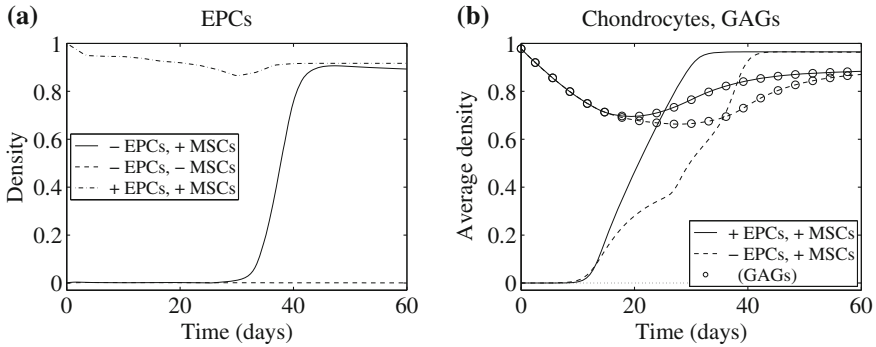 (a)
EPCs
Density
1
0.8
0.6
0.4
0.2
0
− EPCs, + MSCs
− EPCs, − MSCs
+ EPCs, + MSCs
0 20 40 60
Time (days)
(b)
Chondrocytes, GAGs
Average density
1
0.8
0.6
0.4
0.2
0
+ EPCs, + MSCs
− EPCs, + MSCs
(GAGs)
0 20 40 60
Time (days)